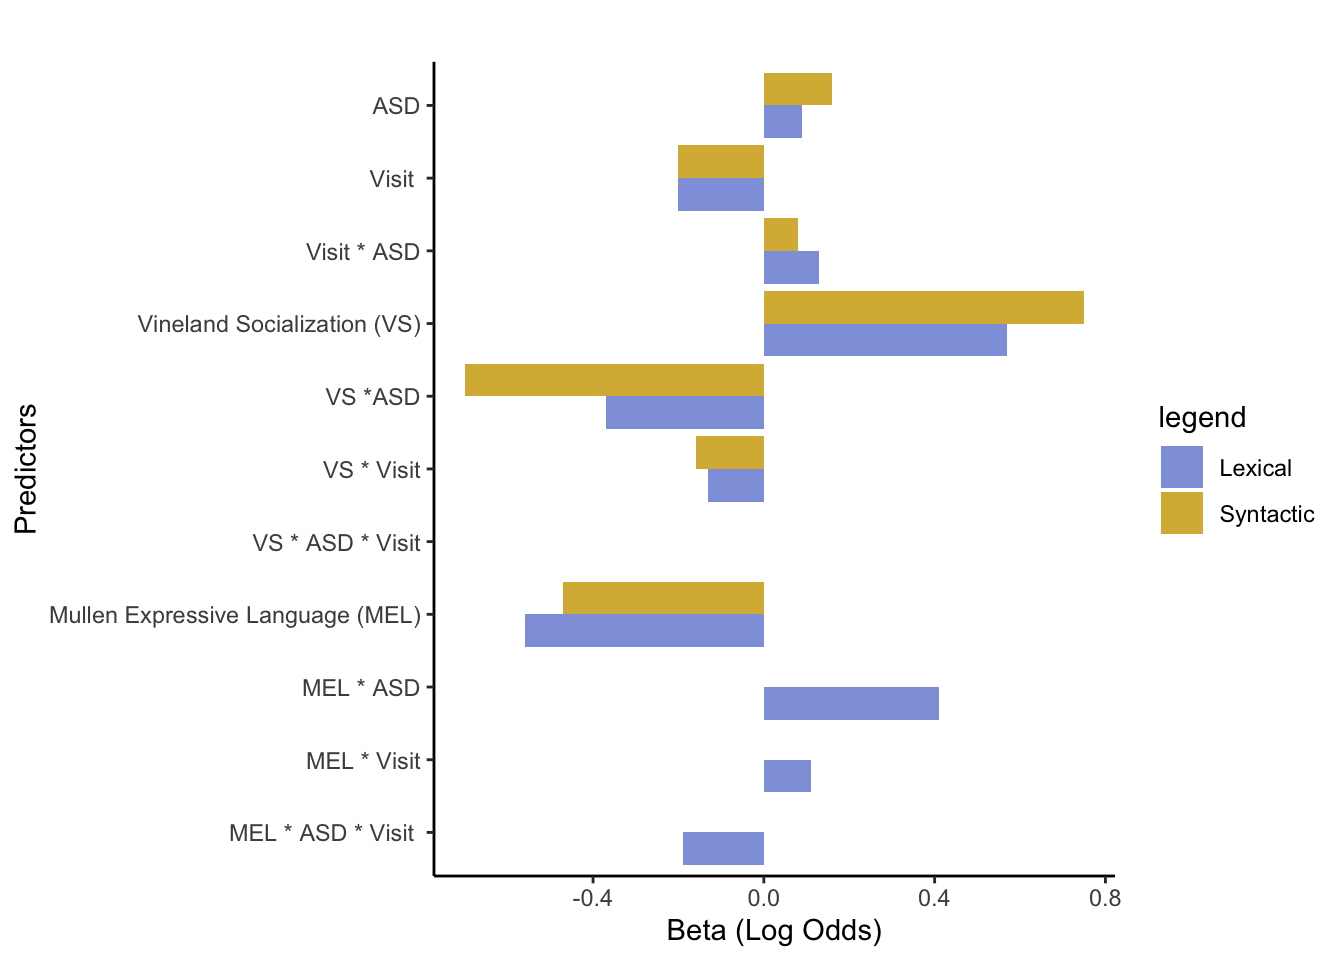 Predictors
ASD
Visit
Visit * ASD
Vineland Socialization (VS)
VS *ASD
VS * Visit
VS * ASD * Visit
Mullen Expressive Language (MEL)
MEL * ASD
MEL * Visit
MEL * ASD * Visit
-0.4 0.0 0.4 0.8
Beta (Log Odds)
legend
Lexical
Syntactic